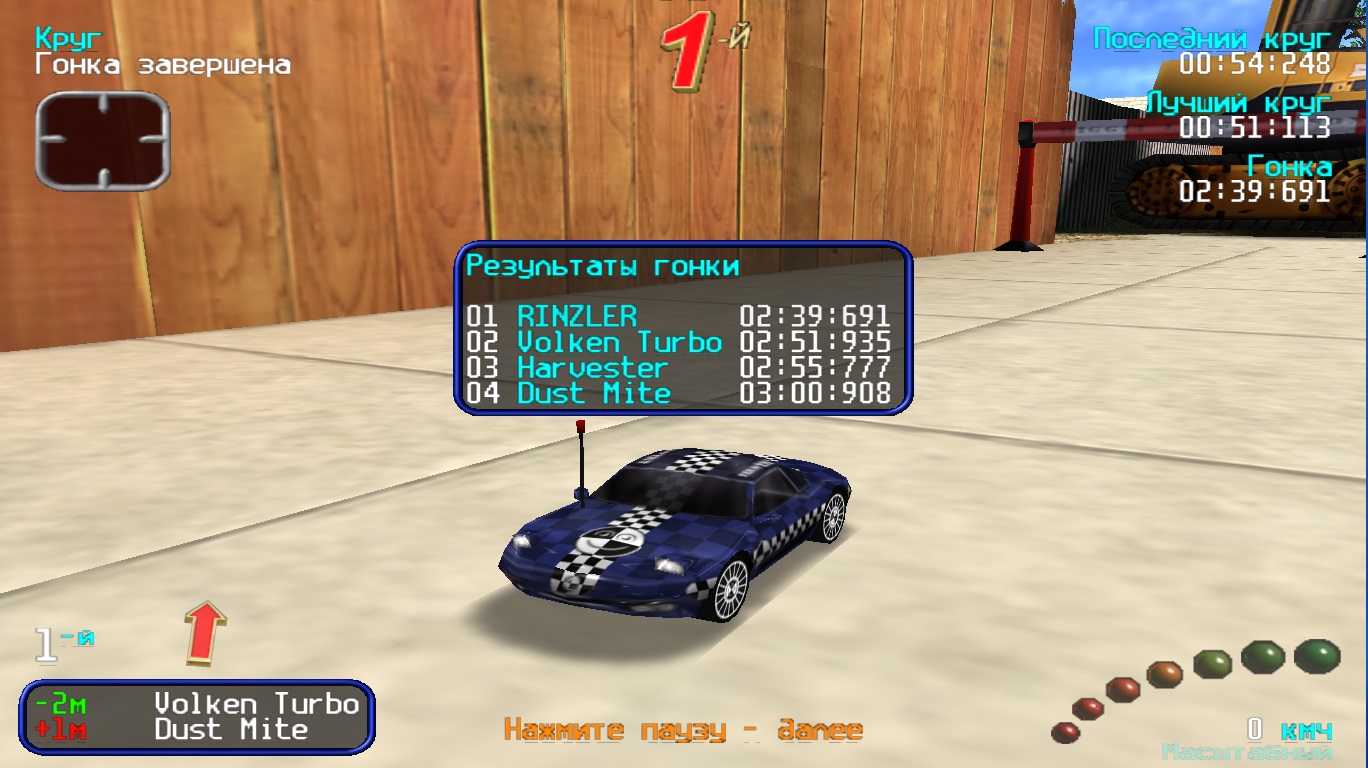 Круг
Гонка завершена
1-й
Последний круг
00:54:248
Лучший круг
00:51:113
Гонка
02:39:691
Результаты гонки
01 RINZLER 02:39:691
02 Volken Turbo 02:51:935
03 Harvester 02:55:777
04 Dust Mite 03:00:908
1-й
-2м Volken Turbo
+1м Dust Mite
Нажмите паузу - далее
0 кмч
Масштабный